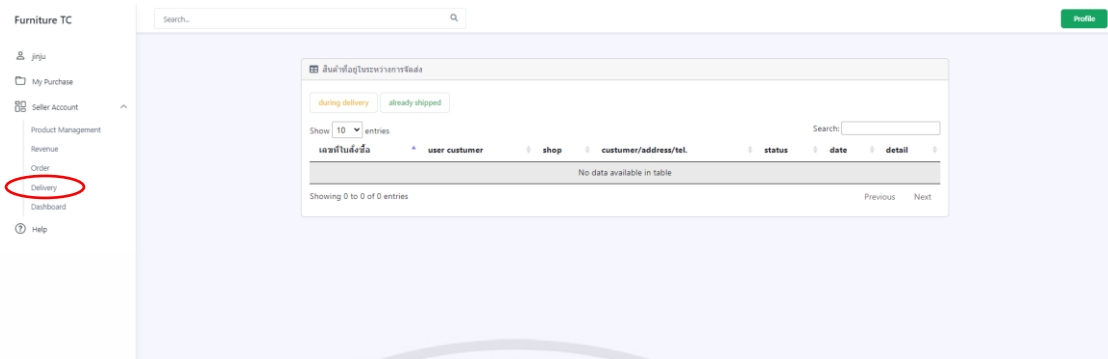 Furniture TC
Search...
Profile
jinju
My Purchase
Seller Account
Product Management
Revenue
Order
Delivery
Dashboard
Help
สินค้าที่อยู่ในระหว่างการจัดส่ง
during delivery already shipped
Show 10 entries Search:
เลขที่ใบสั่งซื้อ user custumer shop custumer/address/tel. status date detail
No data available in table
Showing 0 to 0 of 0 entries Previous Next